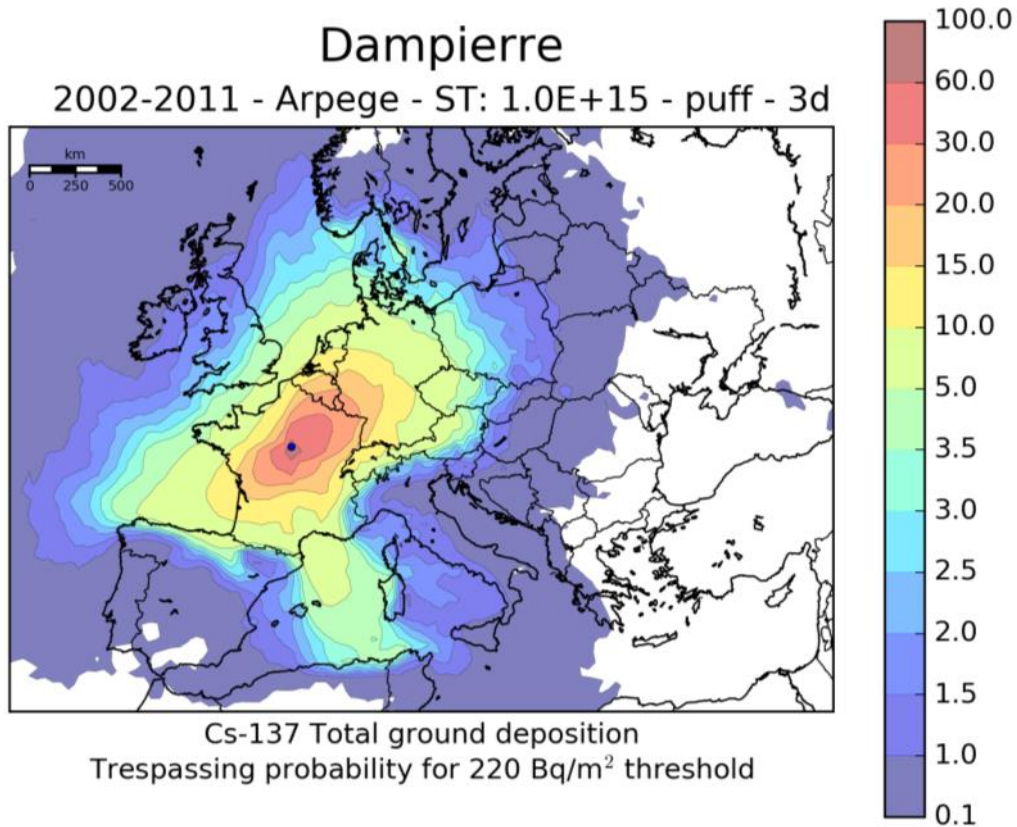 Dampierre
2002-2011 - Arpege - ST: 1.0E+15 - puff - 3d
km
0 250 500
100.0
60.0
30.0
20.0
15.0
10.0
5.0
3.5
3.0
2.5
2.0
1.5
1.0
0.1
Cs-137 Total ground deposition
Trespassing probability for 220 Bq/m² threshold